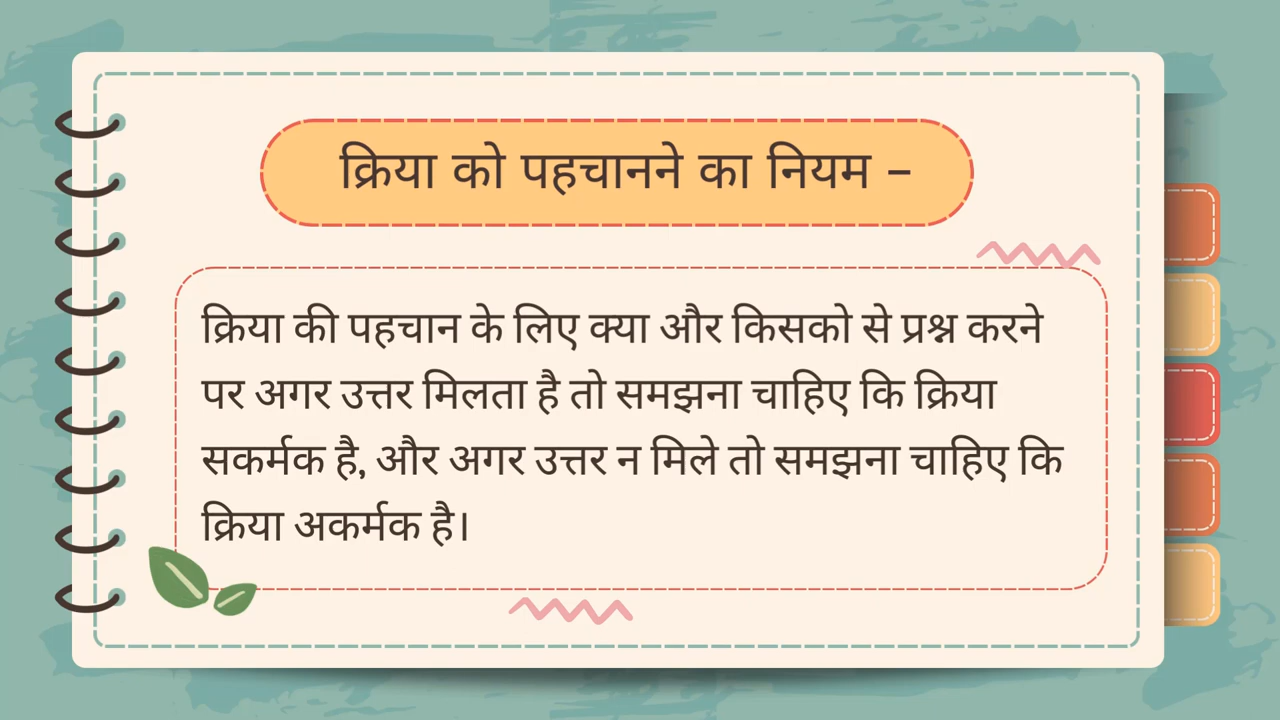 क्रिया को पहचानने का नियम –
क्रिया की पहचान के लिए क्या और किसको से प्रश्न करने
पर अगर उत्तर मिलता है तो समझना चाहिए कि क्रिया
सकर्मक है, और अगर उत्तर न मिले तो समझना चाहिए कि
क्रिया अकर्मक है।